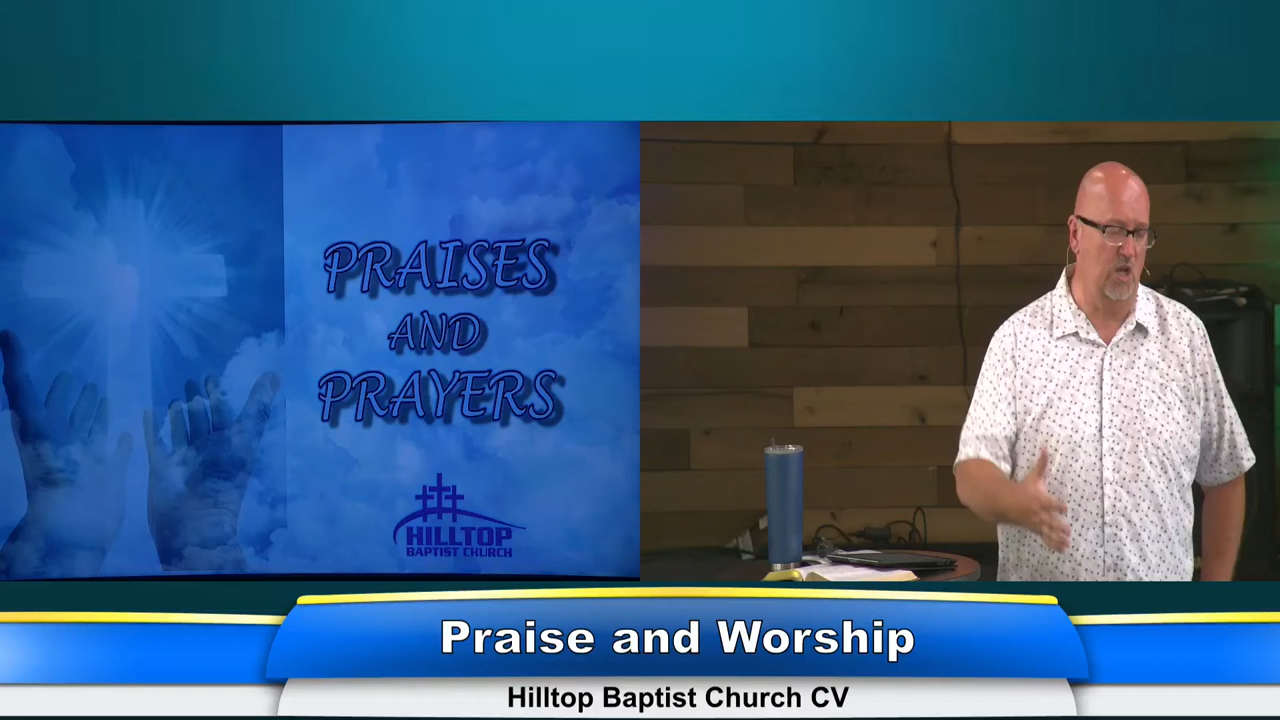 PRAISES
AND
PRAYERS
HILLTOP
BAPTIST CHURCH
Praise and Worship
Hilltop Baptist Church CV